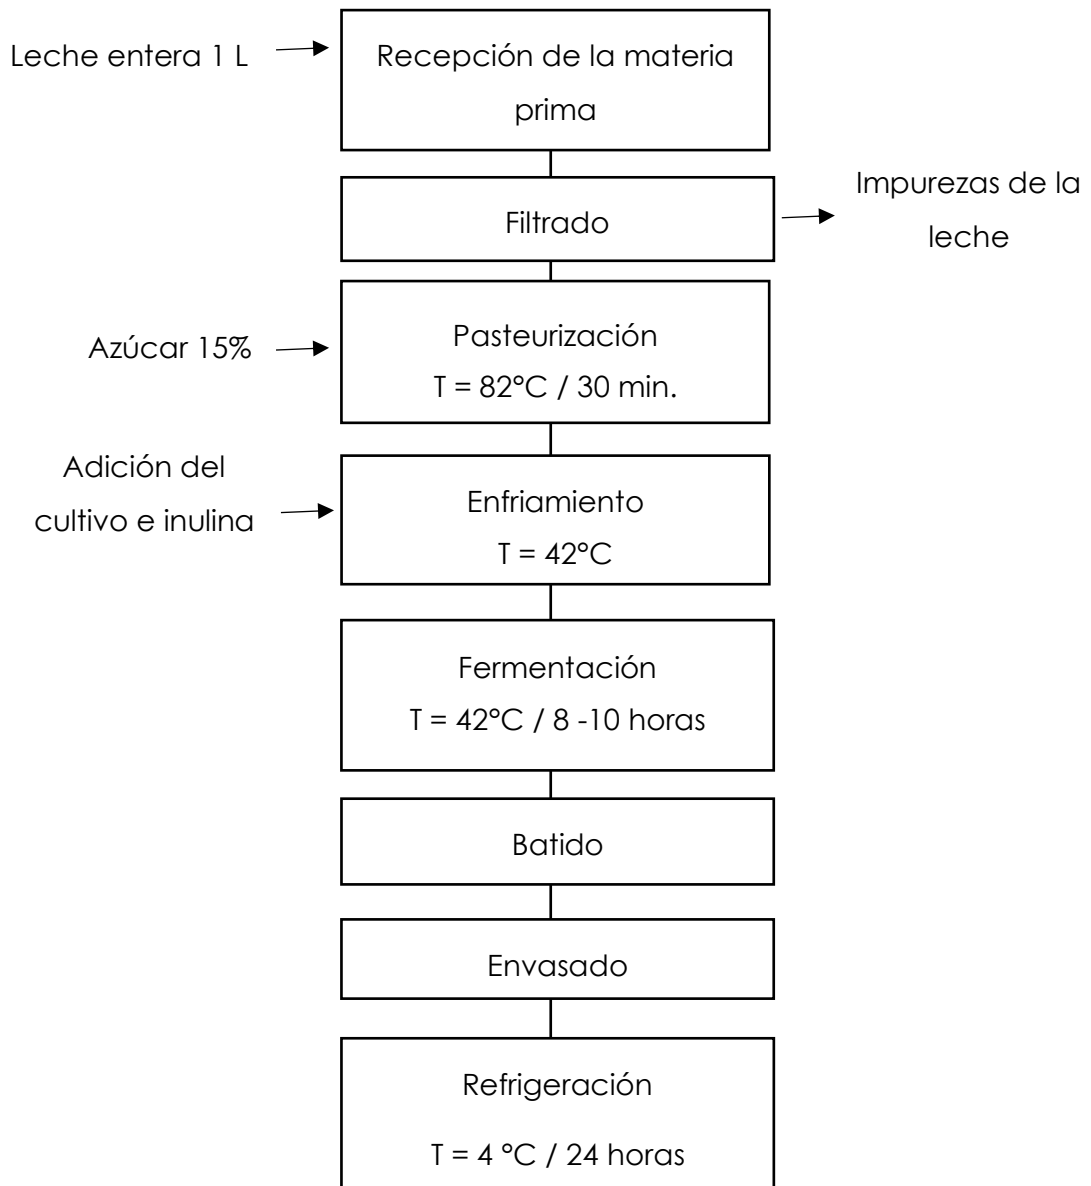 Leche entera 1 L
Recepción de la materia
prima
Filtrado
Impurezas de la
leche
Azúcar 15%
Pasteurización
T = 82°C / 30 min.
Adición del
cultivo e inulina
Enfriamiento
T = 42°C
Fermentación
T = 42°C / 8 -10 horas
Batido
Envasado
Refrigeración
T = 4 °C / 24 horas